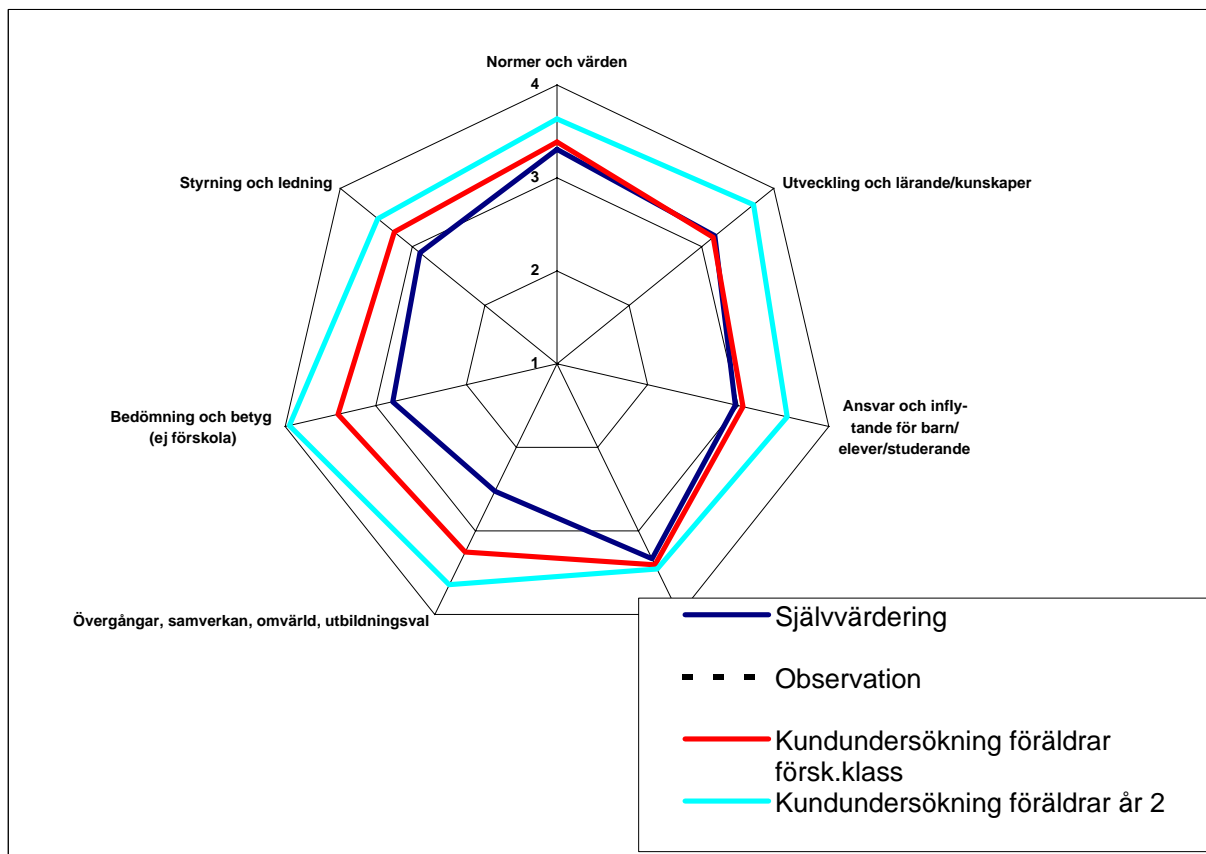 Normer och värden
4
Styrning och ledning
Utveckling och lärande/kunskaper
3
2
1
Bedömning och betyg
(ej förskola)
Ansvar och infly-
tande för barn/
elever/studerande
Övergångar, samverkan, omvärld, utbildningsval
Självvärdering
Observation
Kundundersökning föräldrar
försk.klass
Kundundersökning föräldrar år 2